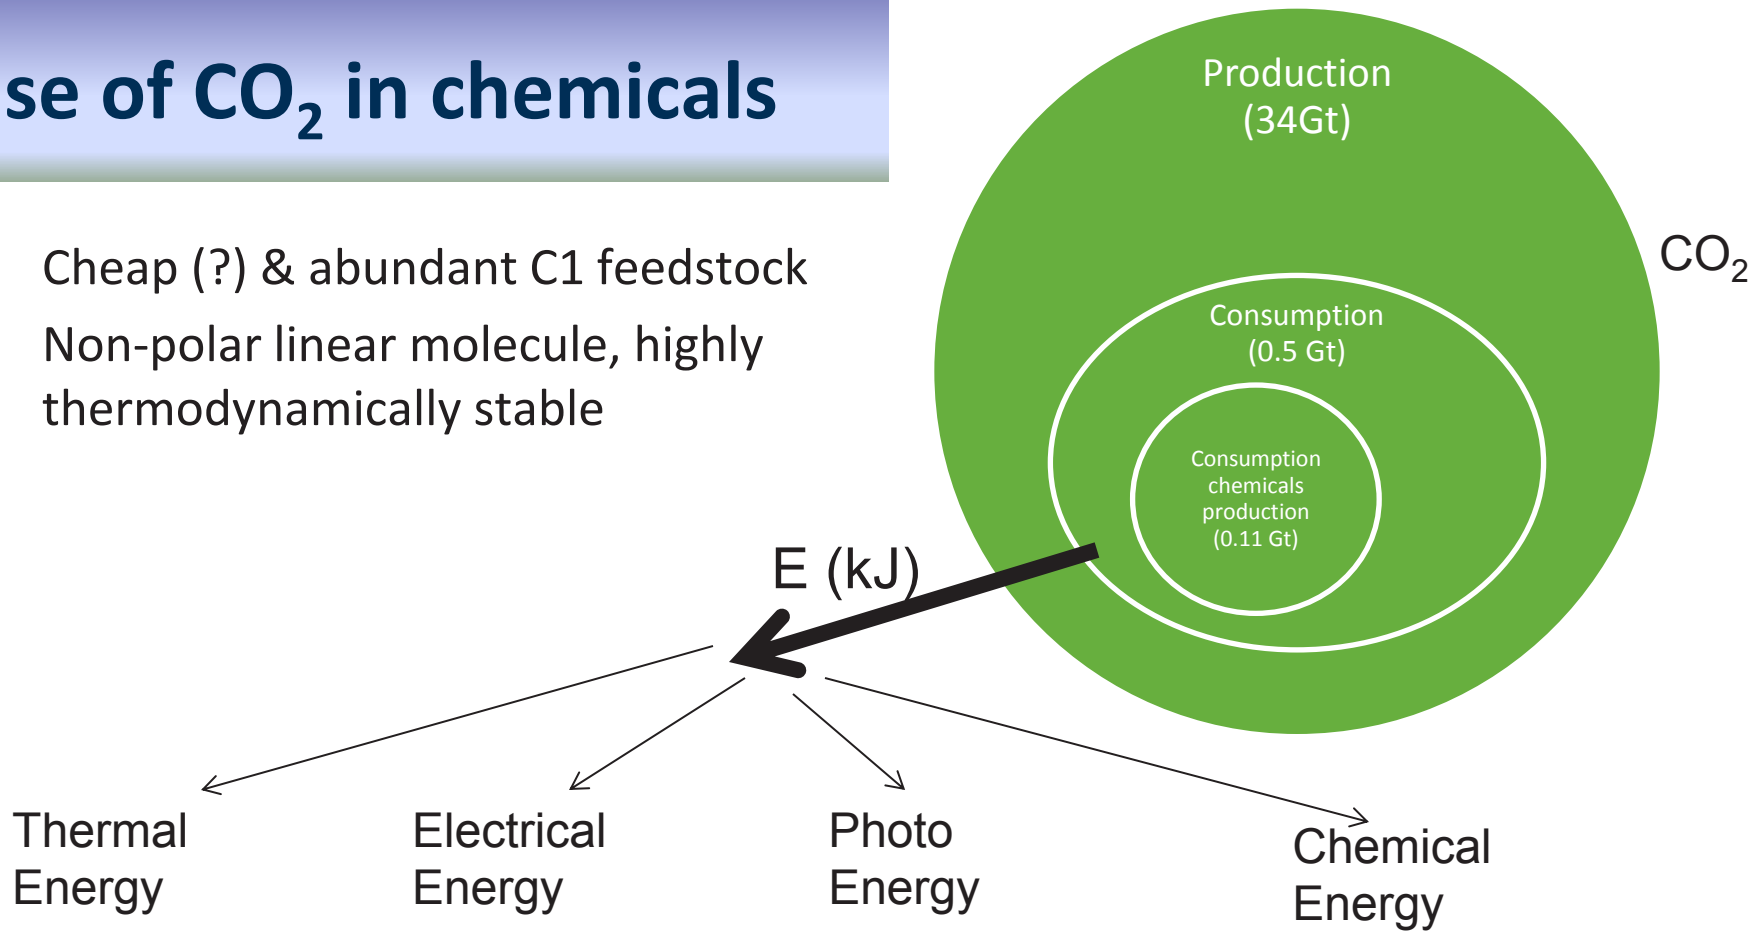 se of CO₂ in chemicals
Cheap (?) & abundant C1 feedstock
Non-polar linear molecule, highly
thermodynamically stable
Production
(34Gt)
CO₂
Consumption
(0.5 Gt)
Consumption
chemicals
production
(0.11 Gt)
E (kJ)
Thermal
Energy
Electrical
Energy
Photo
Energy
Chemical
Energy